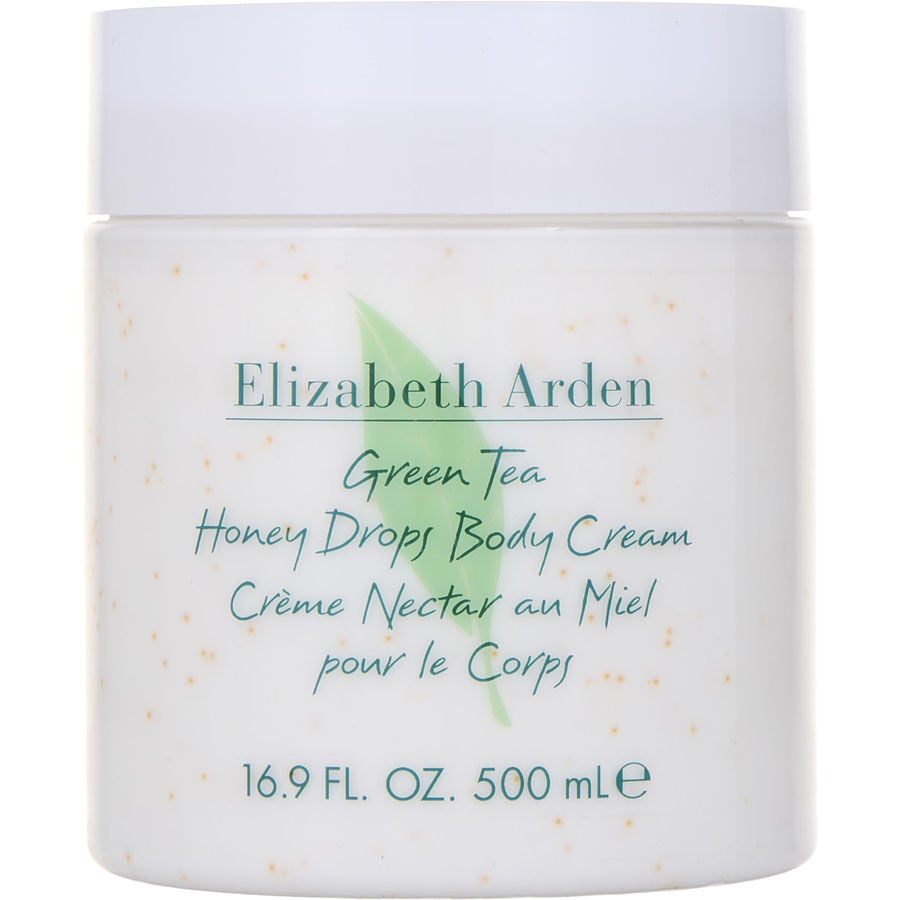 Elizabeth Arden
Green Tea
Honey Drops Body Cream
Crème Nectar au Miel
pour le Corps
16.9 FL. OZ. 500 mL ℮